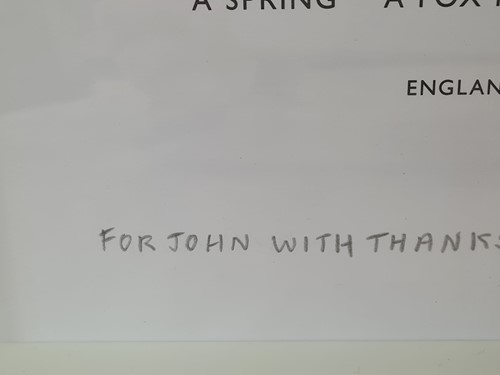 A SPRING A FOX
ENGLAN
FOR JOHN WITH THANKS